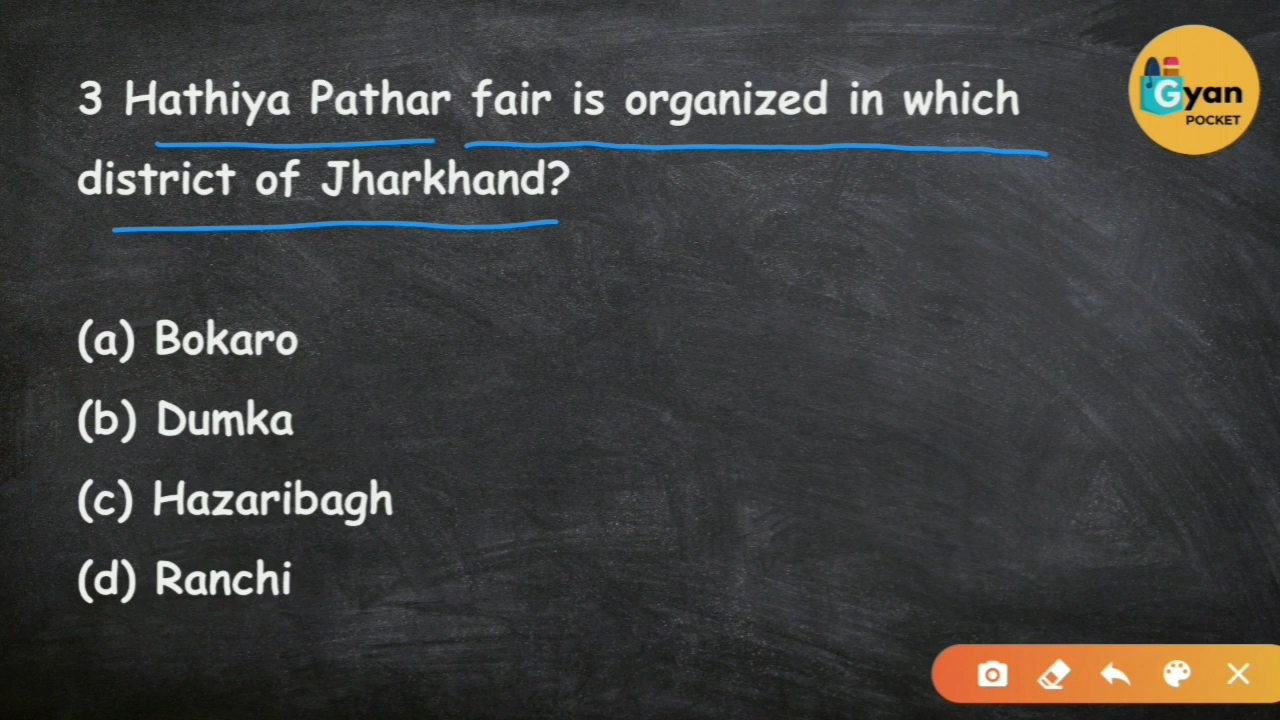 3 Hathiya Pathar fair is organized in which
district of Jharkhand?
(a) Bokaro
(b) Dumka
(c) Hazaribagh
(d) Ranchi
Gyan
POCKET